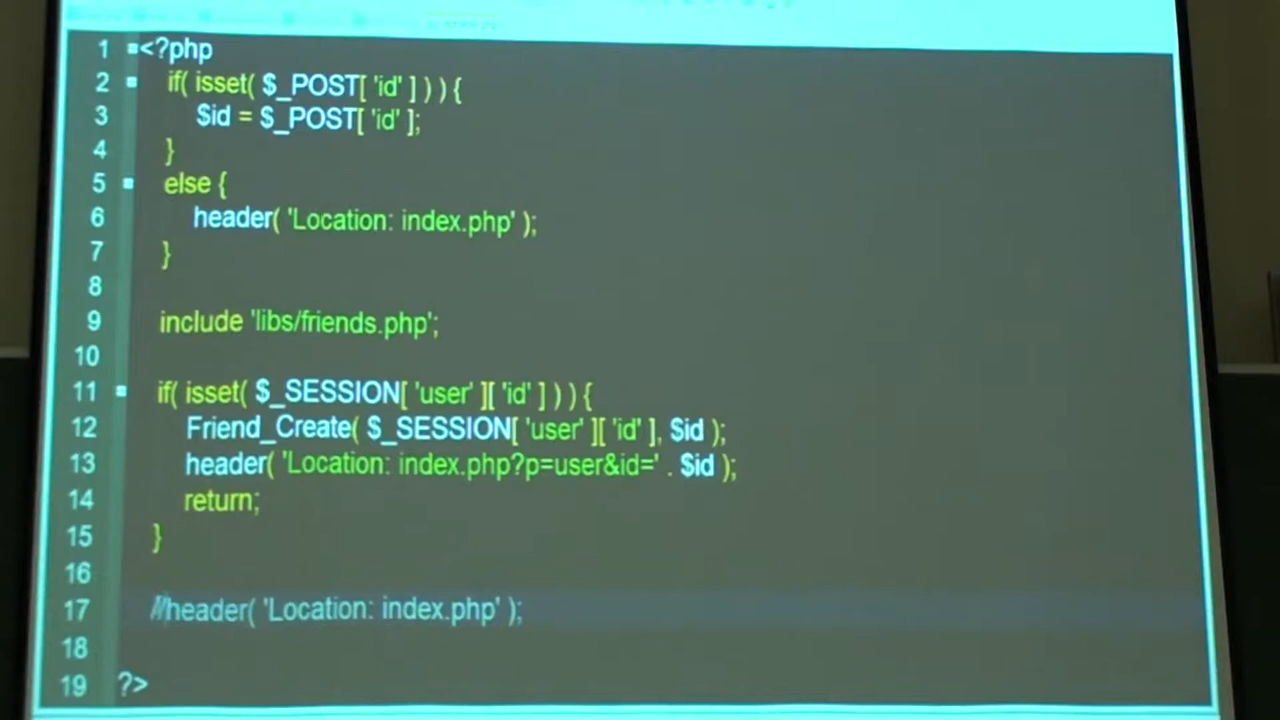 1 <?php
2 if( isset( $_POST[ 'id' ] ) ){
3 $id = $_POST[ 'id' ];
4 }
5 else {
6 header( 'Location: index.php' );
7 }
8
9 include 'libs/friends.php';
10
11 if( isset( $_SESSION[ 'user' ][ 'id' ] ) ){
12 Friend_Create( $_SESSION[ 'user' ][ 'id' ], $id );
13 header( 'Location: index.php?p=user&id=' . $id );
14 return;
15 }
16
17 //header( 'Location: index.php' );
18
19 ?>